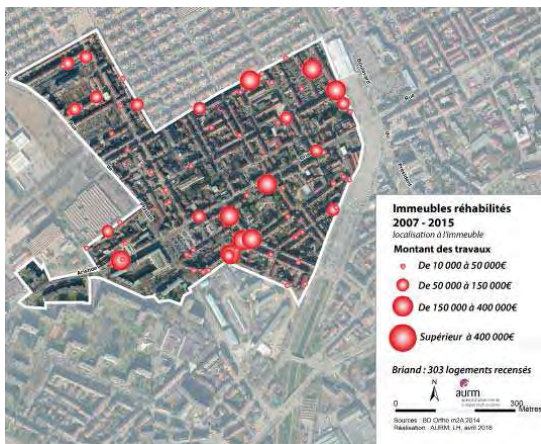 Immeubles réhabilités
2007 - 2015
localisation à l'immeuble
Montant des travaux
De 10 000 à 50 000€
De 50 000 à 150 000€
De 150 000 à 400 000€
Supérieur à 400 000€
Briand : 303 logements recensés
N
aurm
0 300
Mètres
Sources : BD Ortho m2A 2014
Réalisation : AURM, LH, avril 2016